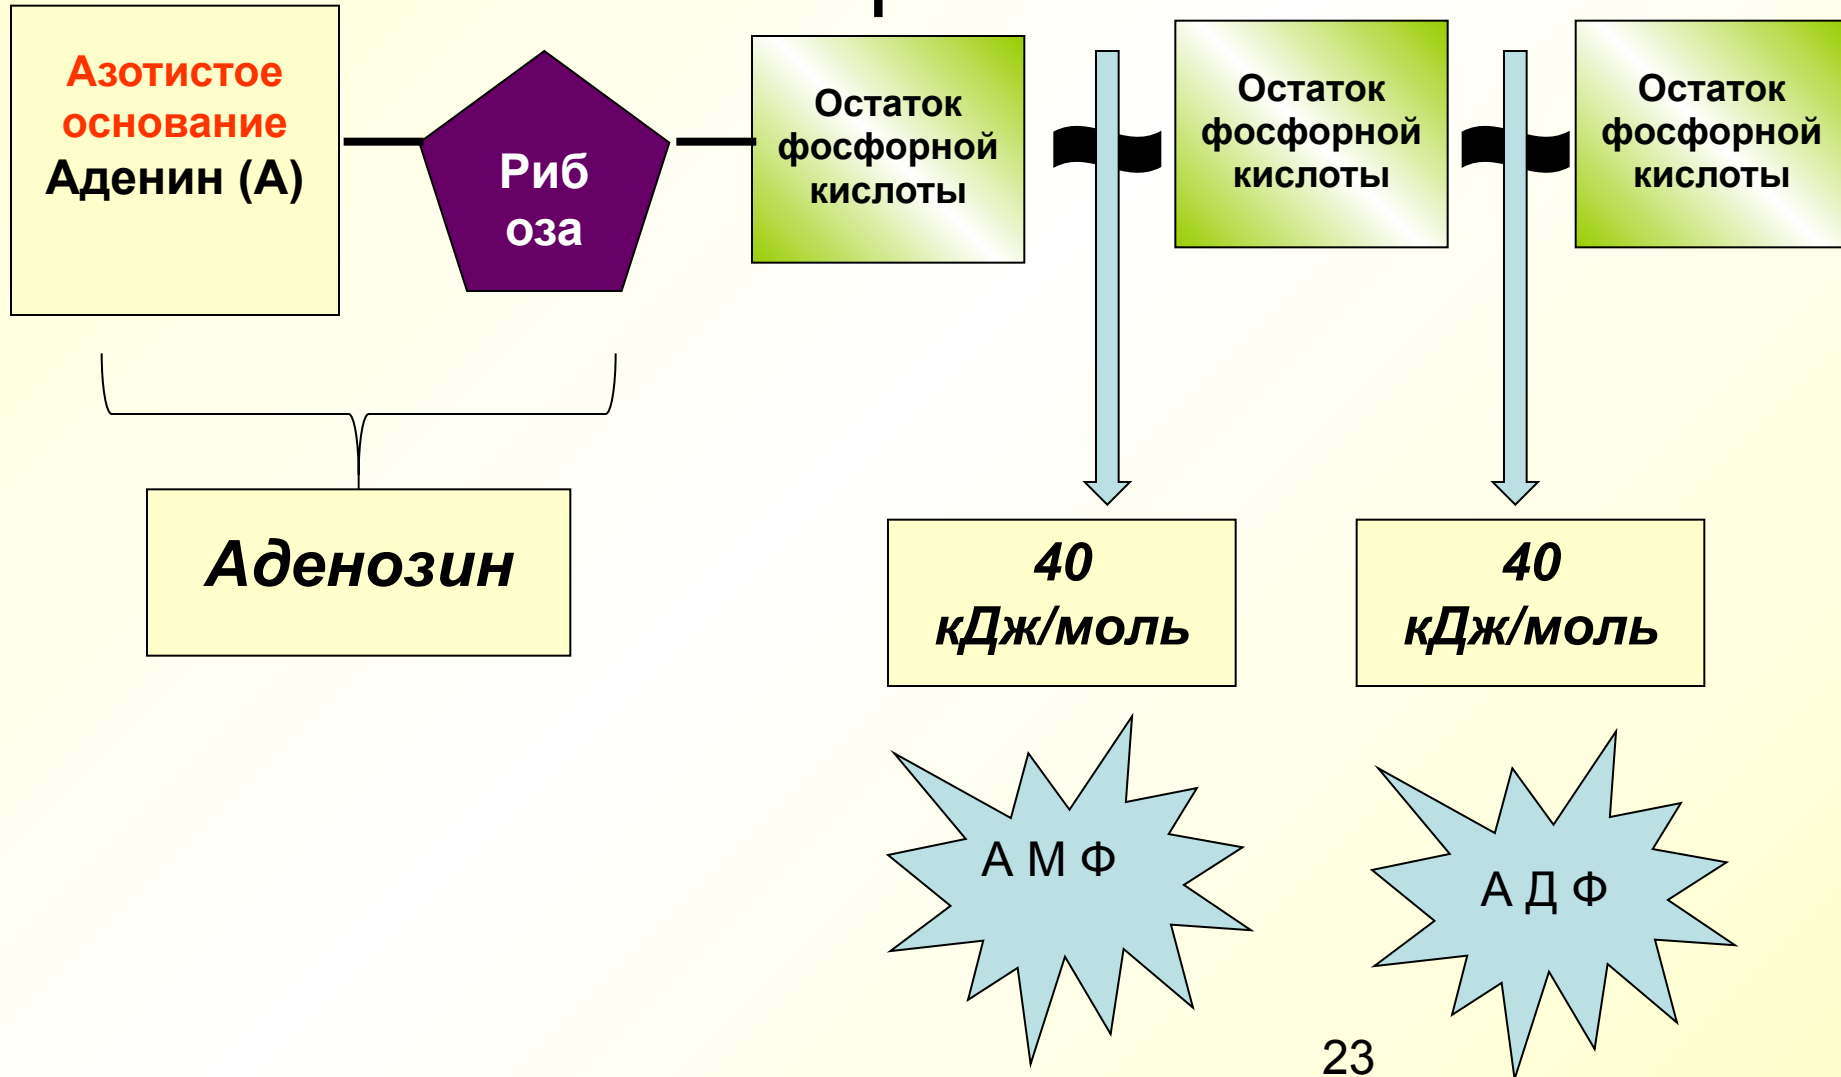 Азотистое
основание
Аденин (А)
Риб
оза
Остаток
фосфорной
кислоты
Остаток
фосфорной
кислоты
Остаток
фосфорной
кислоты
Аденозин
40
кДж/моль
40
кДж/моль
А М Ф
А Д Ф
23